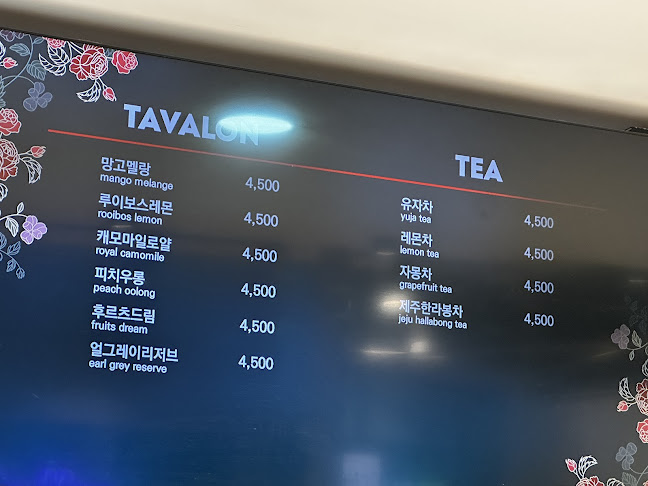 TAVALON
망고멜랑
mango melange
4,500
루이보스레몬
rooibos lemon
4,500
캐모마일로얄
royal camomile
4,500
피치우롱
peach oolong
4,500
후르츠드림
fruits dream
4,500
얼그레이리저브
earl grey reserve
4,500
TEA
유자차
yuja tea
4,500
레몬차
lemon tea
4,500
자몽차
grapefruit tea
4,500
제주한라봉차
jeju hallabong tea
4,500